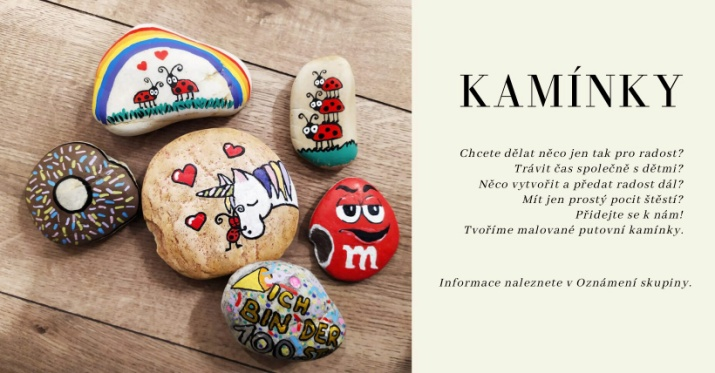 KAMÍNKY
Chcete dělat něco jen tak pro radost?
Trávit čas společně s dětmi?
Něco vytvořit a předat radost dál?
Mít jen prostý pocit štěstí?
Přidejte se k nám!
Tvoříme malované putovní kamínky.
Informace naleznete v Oznámení skupiny.
m
ICH
BIN DER
100